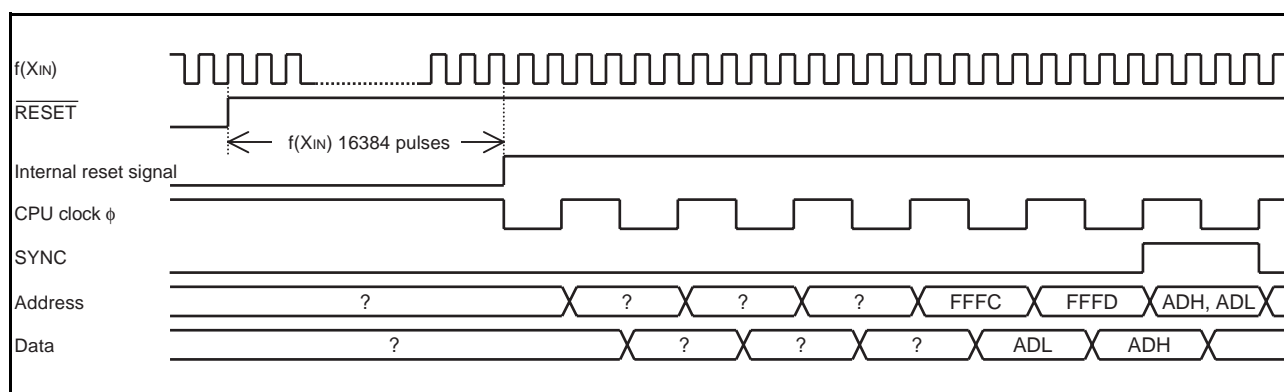 f(XIN)
RESET
f(XIN) 16384 pulses
Internal reset signal
CPU clock ϕ
SYNC
Address ? ? ? ? FFFC FFFD ADH, ADL
Data ? ? ? ? ADL ADH